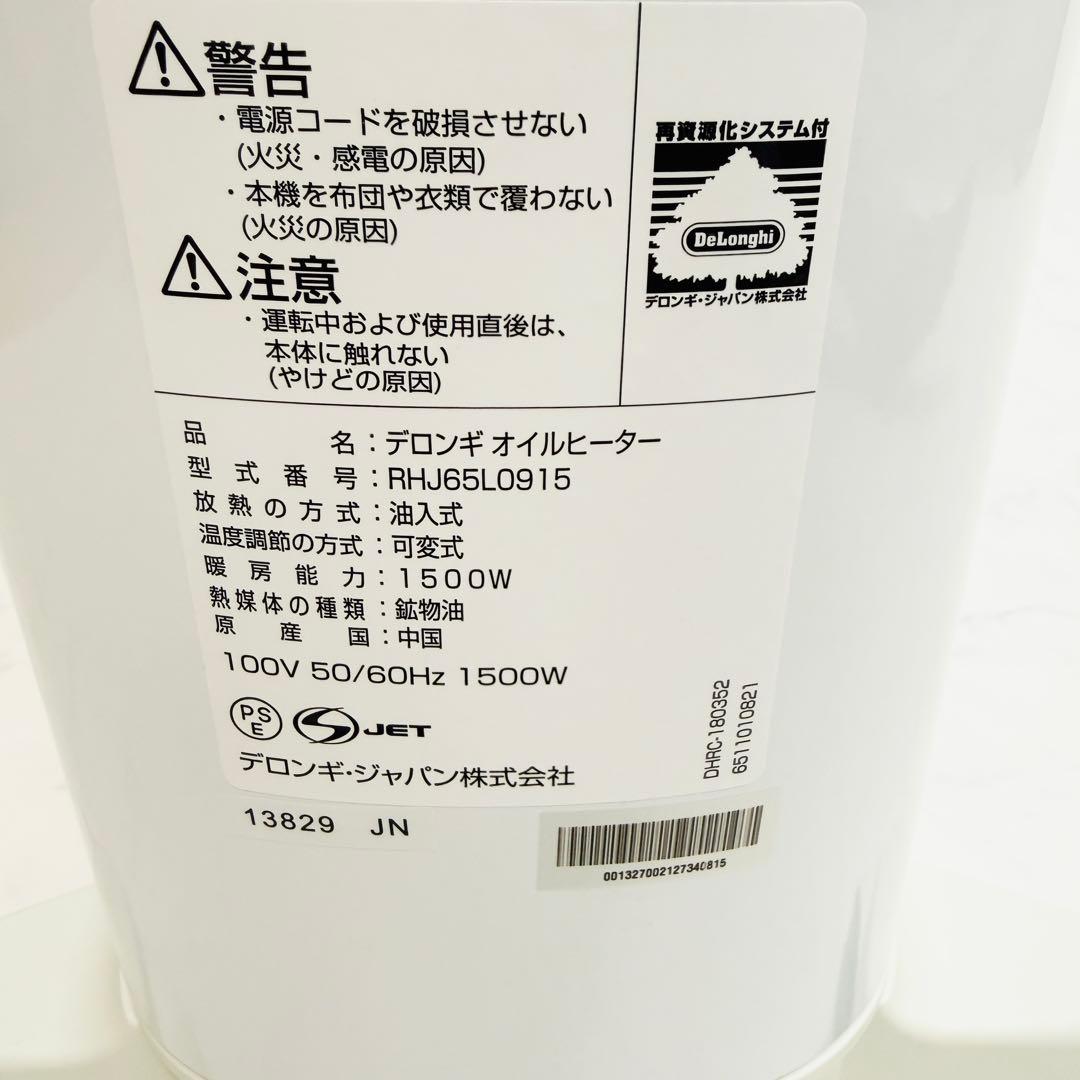 警告
・電源コードを破損させない
(火災・感電の原因)
・本機を布団や衣類で覆わない
(火災の原因)
注意
・運転中および使用直後は、
本体に触れない
(やけどの原因)
再資源化システム付
DeLonghi
デロンギ・ジャパン株式会社
品名：デロンギ オイルヒーター
型式番号：RHJ65L0915
放熱の方式：油入式
温度調節の方式：可変式
暖房能力：1500W
熱媒体の種類：鉱物油
原産国：中国
100V 50/60Hz 1500W
PSE JET
デロンギ・ジャパン株式会社
DHRC-180352
6511010821
13829 JN
001327002127340815